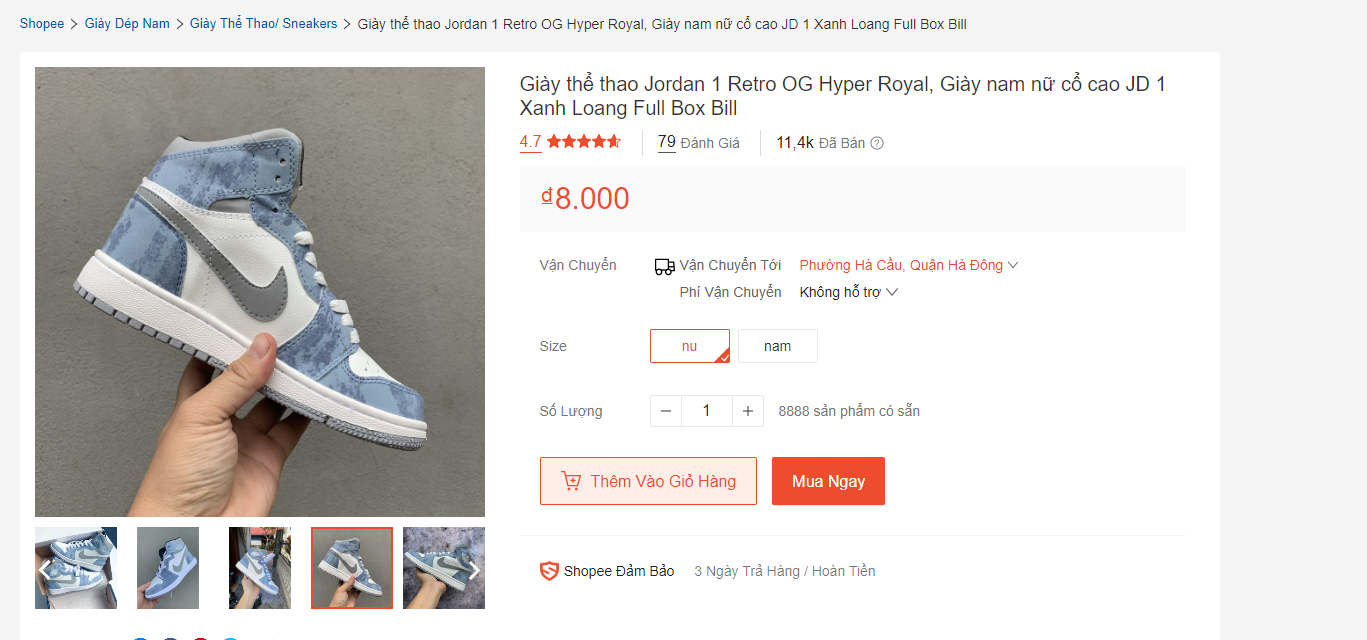 Shopee > Giày Dép Nam > Giày Thể Thao/ Sneakers > Giày thể thao Jordan 1 Retro OG Hyper Royal, Giày nam nữ cổ cao JD 1 Xanh Loang Full Box Bill
Giày thể thao Jordan 1 Retro OG Hyper Royal, Giày nam nữ cổ cao JD 1
Xanh Loang Full Box Bill
4.7 79 Đánh Giá 11,4k Đã Bán
₫8.000
Vận Chuyển Vận Chuyển Tới Phường Hà Cầu, Quận Hà Đông
Phí Vận Chuyển Không hỗ trợ
Size nu nam
Số Lượng 1 8888 sản phẩm có sẵn
Thêm Vào Giỏ Hàng Mua Ngay
Shopee Đảm Bảo 3 Ngày Trả Hàng / Hoàn Tiền